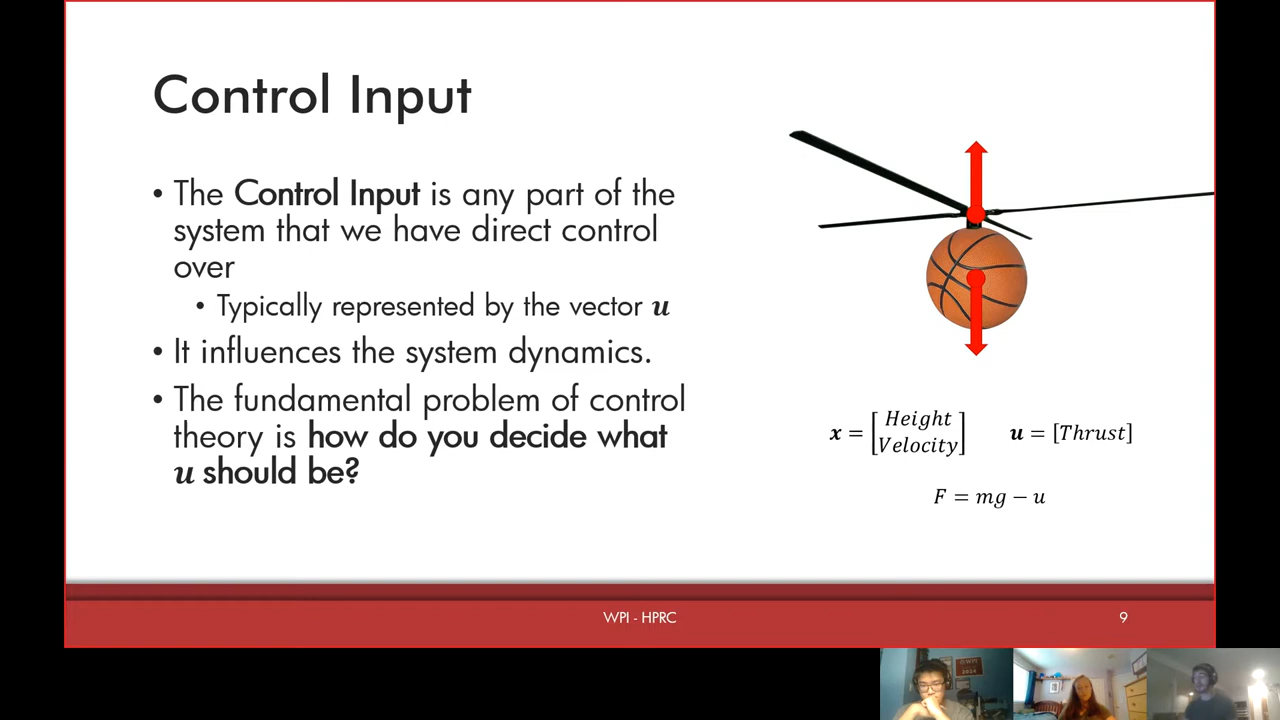 Control Input
• The Control Input is any part of the
system that we have direct control
over
• Typically represented by the vector u
• It influences the system dynamics.
• The fundamental problem of control
theory is how do you decide what
u should be?
x = [Height
Velocity] u = [Thrust]
F = mg − u
WPI - HPRC
9
WPI
2024